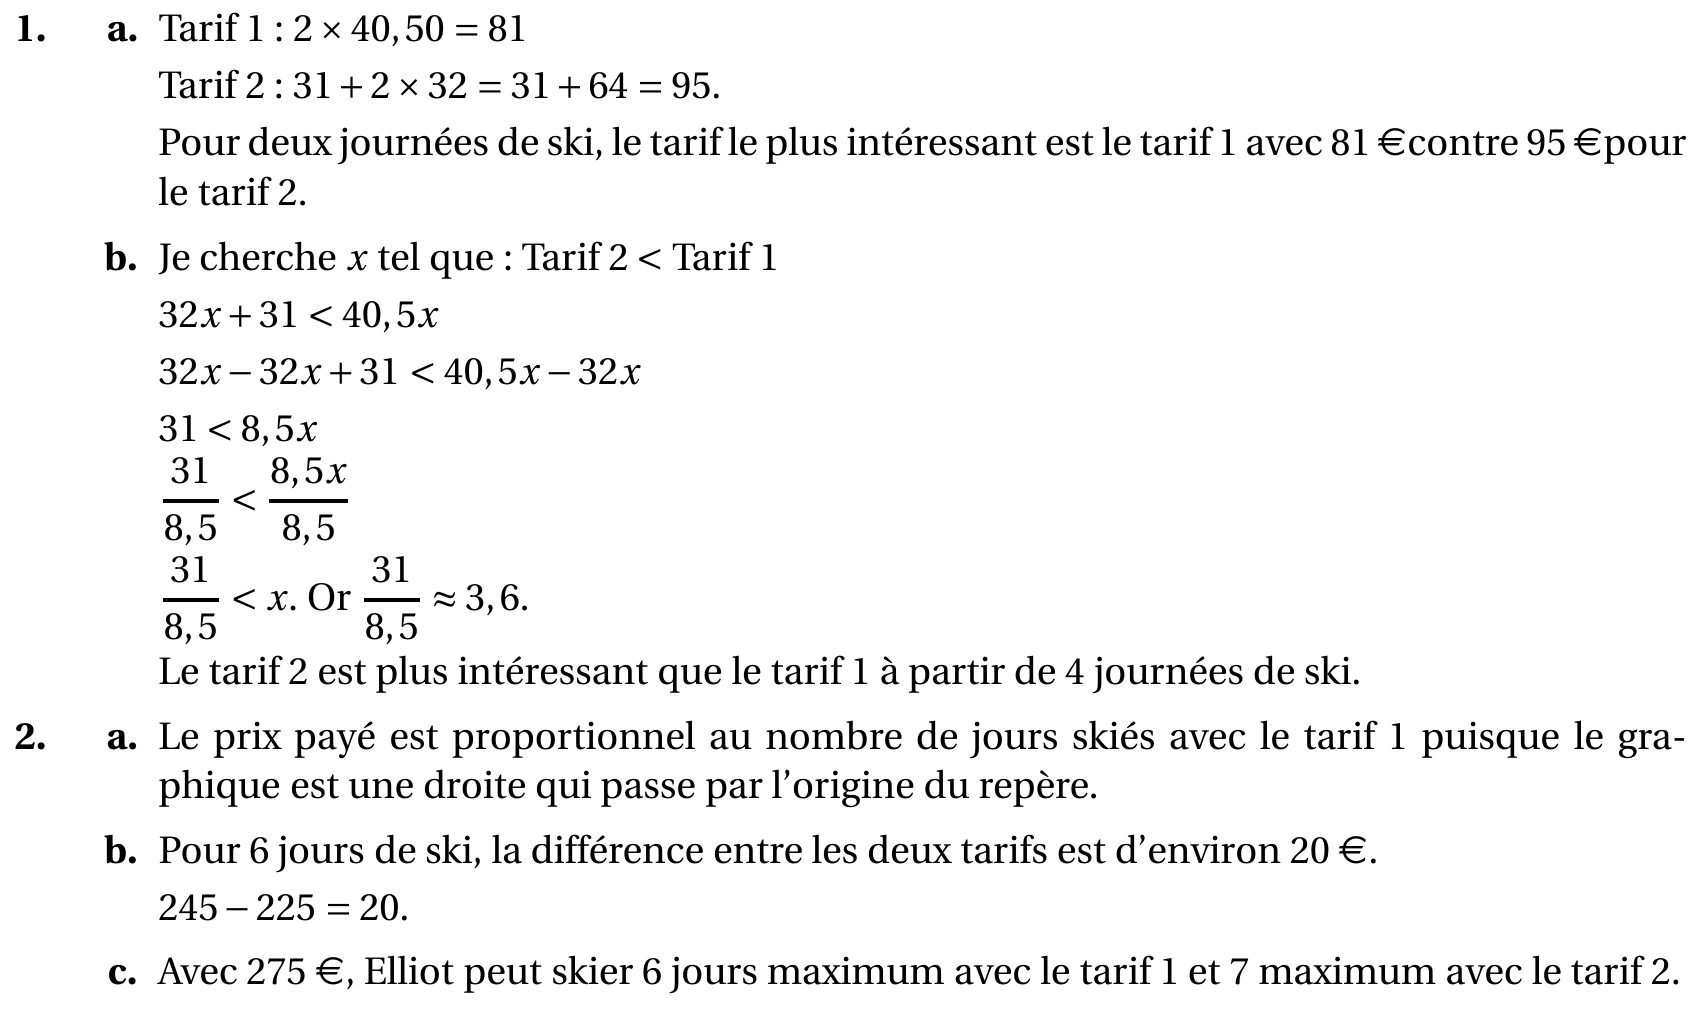 1. a. Tarif 1 : 2 × 40,50 = 81
Tarif 2 : 31 + 2 × 32 = 31 + 64 = 95.
Pour deux journées de ski, le tarif le plus intéressant est le tarif 1 avec 81 €contre 95 €pour
le tarif 2.
b. Je cherche x tel que : Tarif 2 < Tarif 1
32x + 31 < 40,5x
32x − 32x + 31 < 40,5x − 32x
31 < 8,5x
31/8,5 < 8,5x/8,5
31/8,5 < x. Or 31/8,5 ≈ 3,6.
Le tarif 2 est plus intéressant que le tarif 1 à partir de 4 journées de ski.
2. a. Le prix payé est proportionnel au nombre de jours skiés avec le tarif 1 puisque le gra-
phique est une droite qui passe par l’origine du repère.
b. Pour 6 jours de ski, la différence entre les deux tarifs est d’environ 20 €.
245 − 225 = 20.
c. Avec 275 €, Elliot peut skier 6 jours maximum avec le tarif 1 et 7 maximum avec le tarif 2.